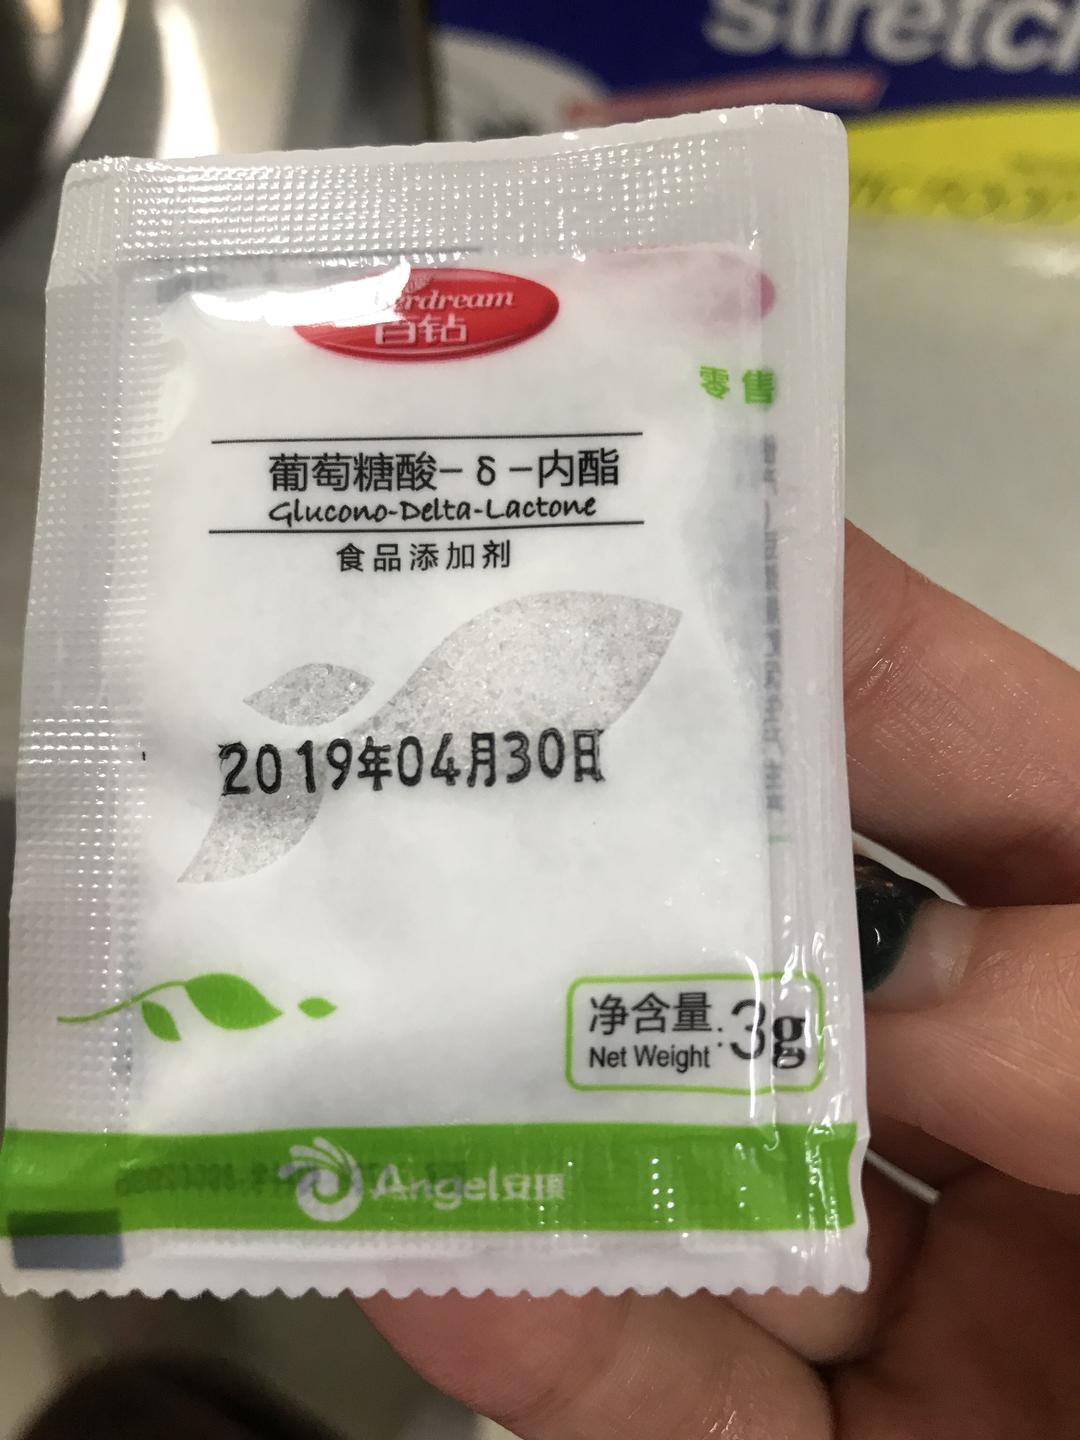 stretch
百钻
零售
葡萄糖酸-δ-内酯
Glucono-Delta-Lactone
食品添加剂
2019年04月30日
净含量:3g
Net Weight
Angel安琪